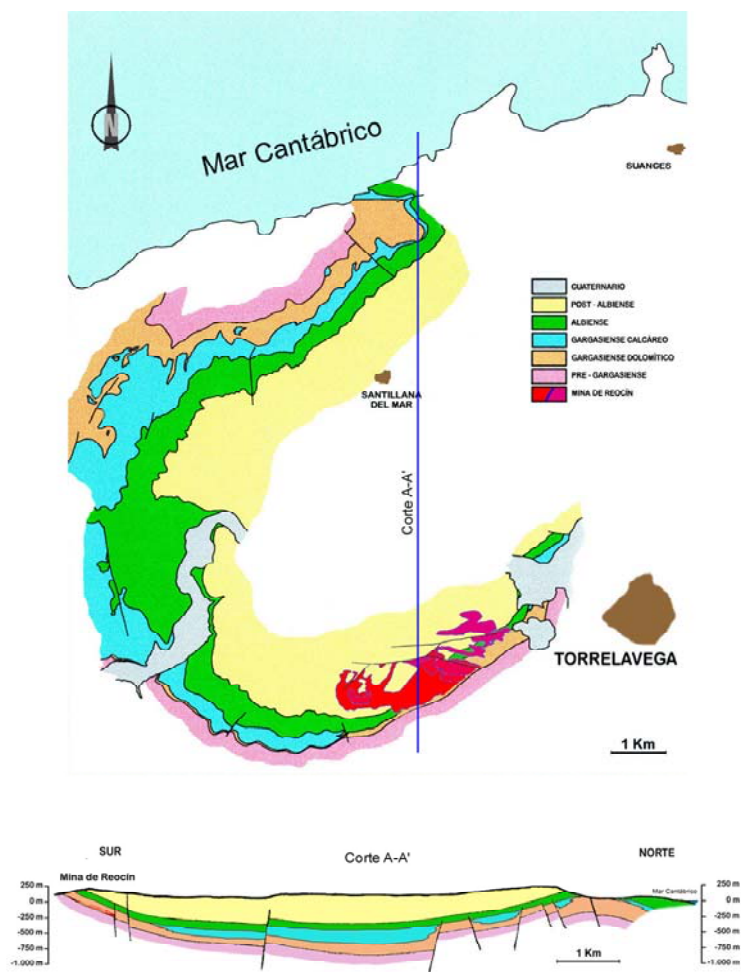 N
Mar Cantábrico
SUANCES
CUATERNARIO
POST - ALBIENSE
ALBIENSE
GARGASIENSE CALCÁREO
GARGASIENSE DOLOMÍTICO
PRE - GARGASIENSE
MINA DE REOCÍN
SANTILLANA
DEL MAR
Corte A-A'
TORRELAVEGA
1 Km
SUR
Corte A-A'
NORTE
Mina de Reocín
Mar Cantábrico
250 m
0 m
-250 m
-500 m
-750 m
-1.000 m
250 m
0 m
-250 m
-500 m
-750 m
-1.000 m
1 Km